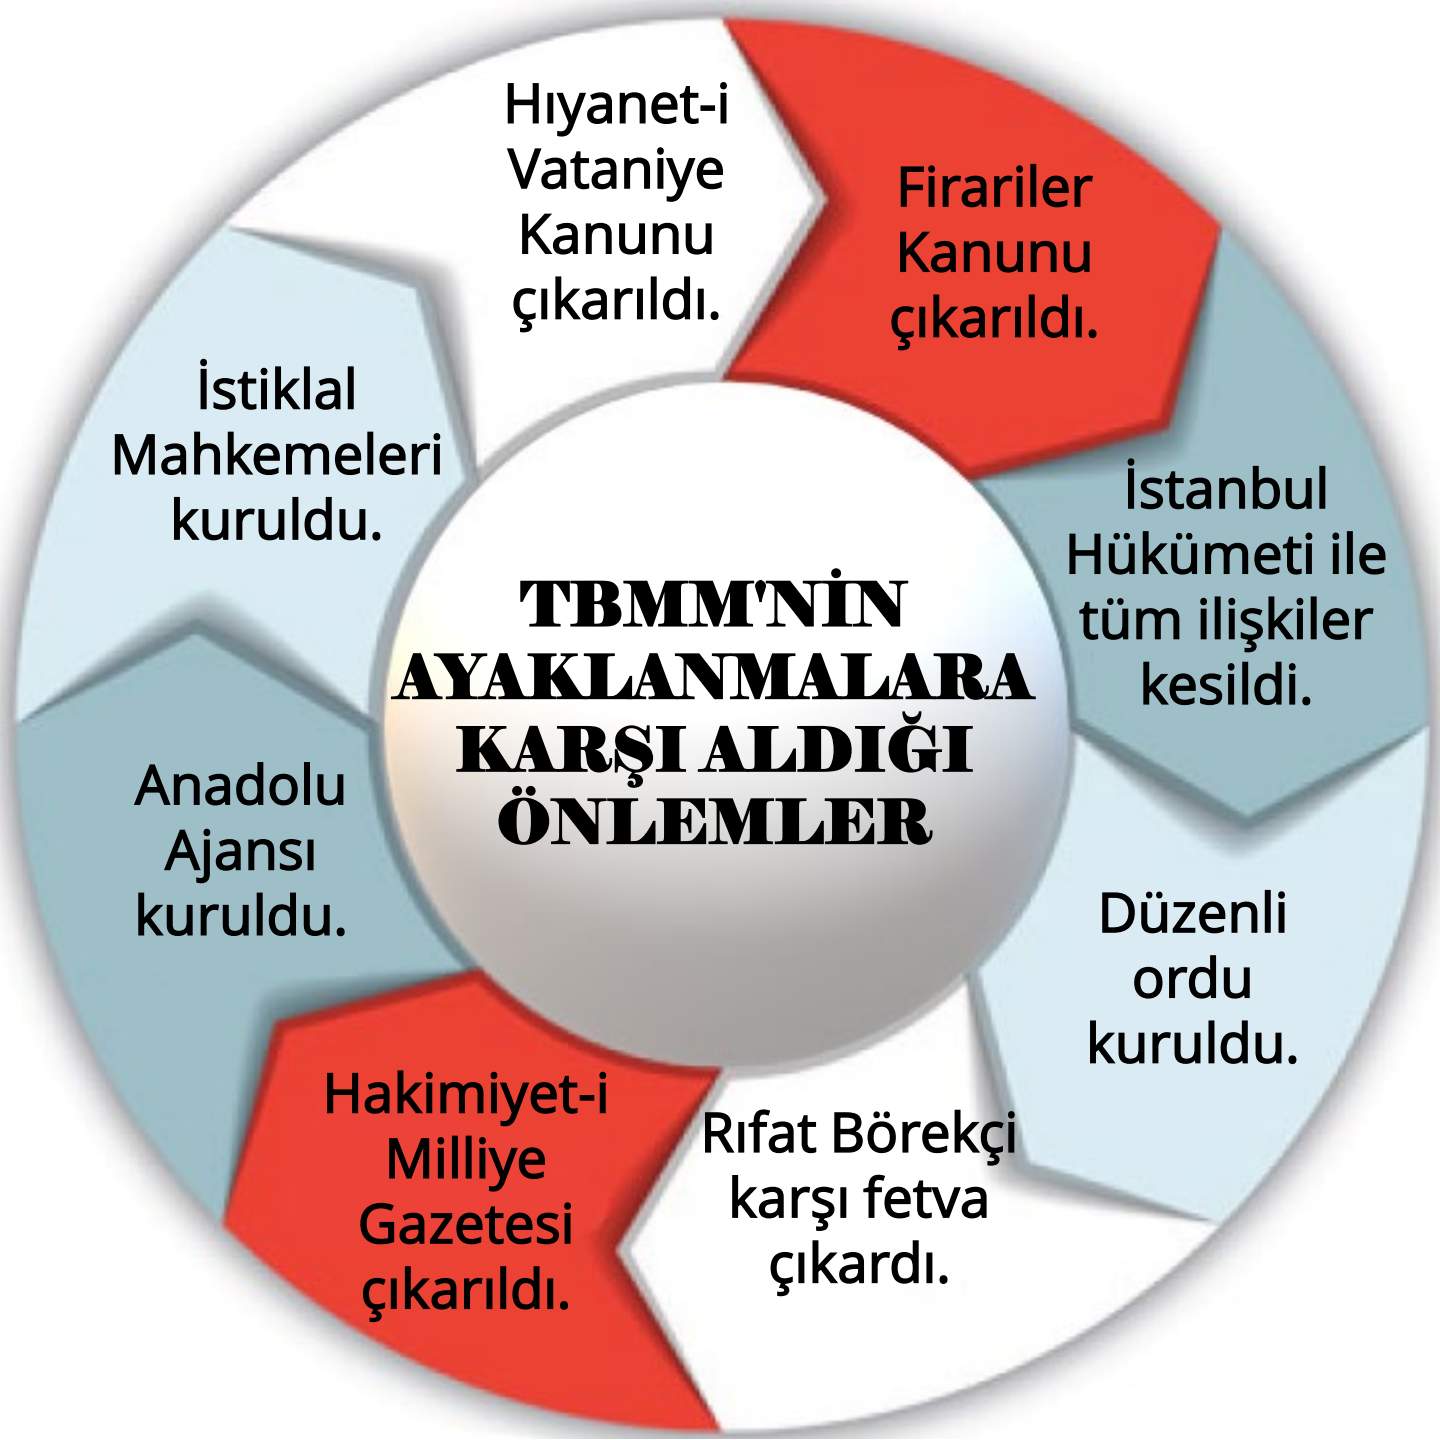 Hıyanet-i
Vataniye
Kanunu
çıkarıldı.
Firariler
Kanunu
çıkarıldı.
İstanbul
Hükümeti ile
tüm ilişkiler
kesildi.
Düzenli
ordu
kuruldu.
Rıfat Börekçi
karşı fetva
çıkardı.
Hakimiyet-i
Milliye
Gazetesi
çıkarıldı.
Anadolu
Ajansı
kuruldu.
İstiklal
Mahkemeleri
kuruldu.
TBMM'NİN
AYAKLANMALARA
KARŞI ALDIĞI
ÖNLEMLER